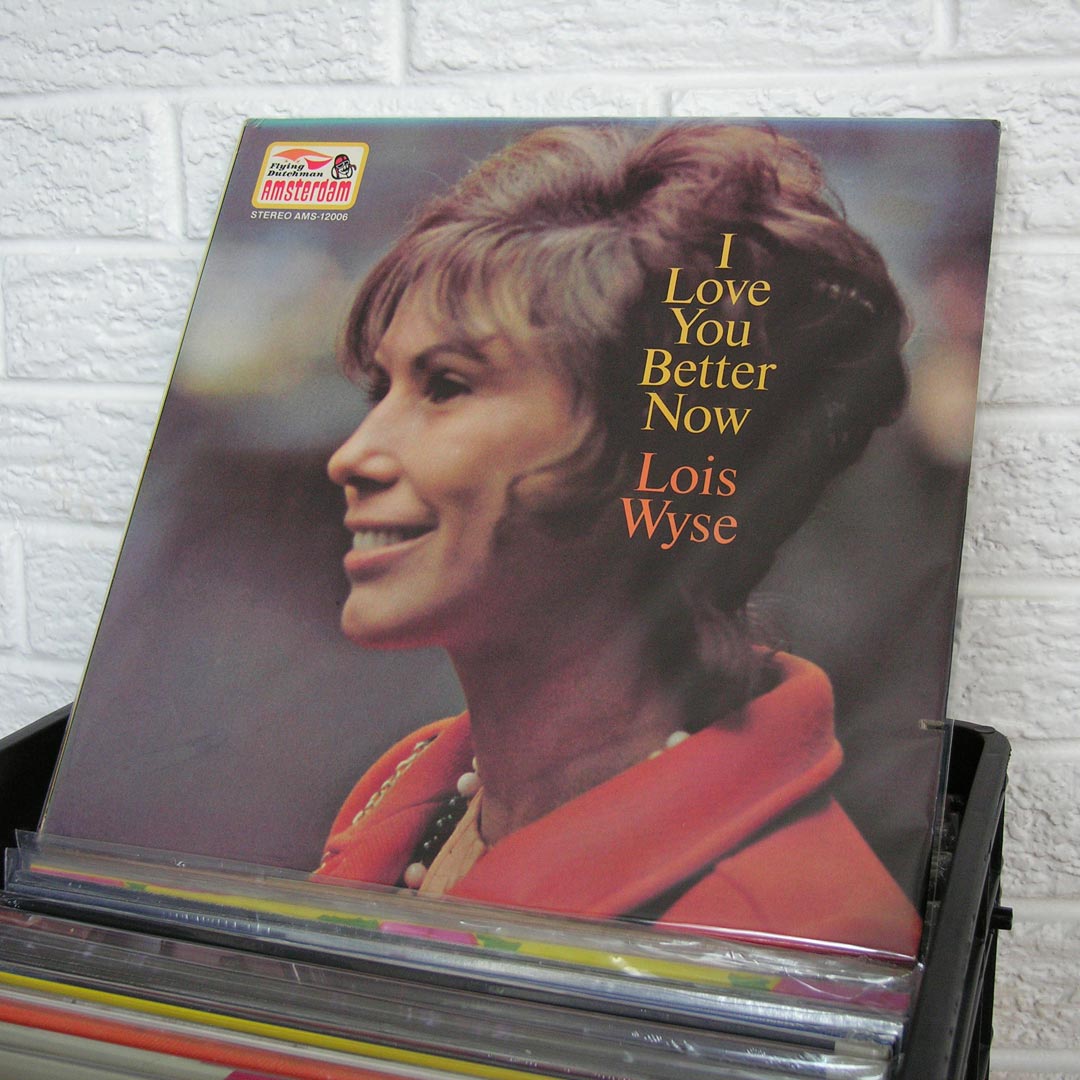 Flying
Dutchman
Amsterdam
STEREO AMS-12006
I
Love
You
Better
Now
Lois
Wyse